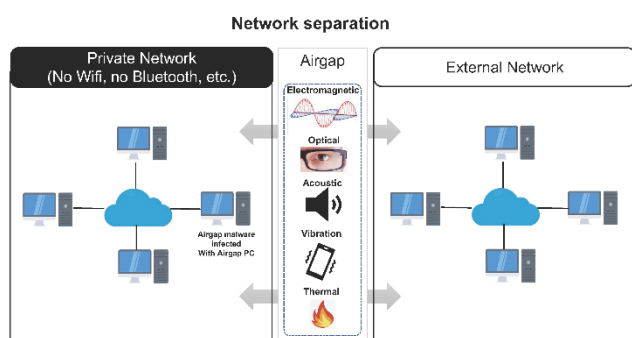 Network separation
Private Network
(No Wifi, no Bluetooth, etc.)
Airgap
External Network
Electromagnetic
Optical
Acoustic
Vibration
Thermal
Airgap malware
infected
With Airgap PC